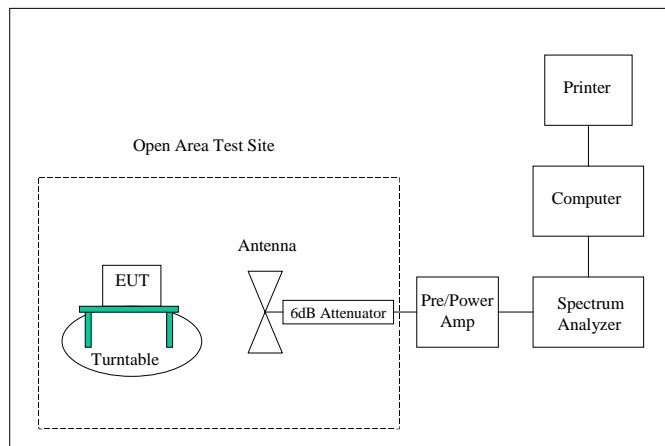 Printer
Open Area Test Site
Computer
Antenna
EUT
6dB Attenuator
Pre/Power
Amp
Spectrum
Analyzer
Turntable